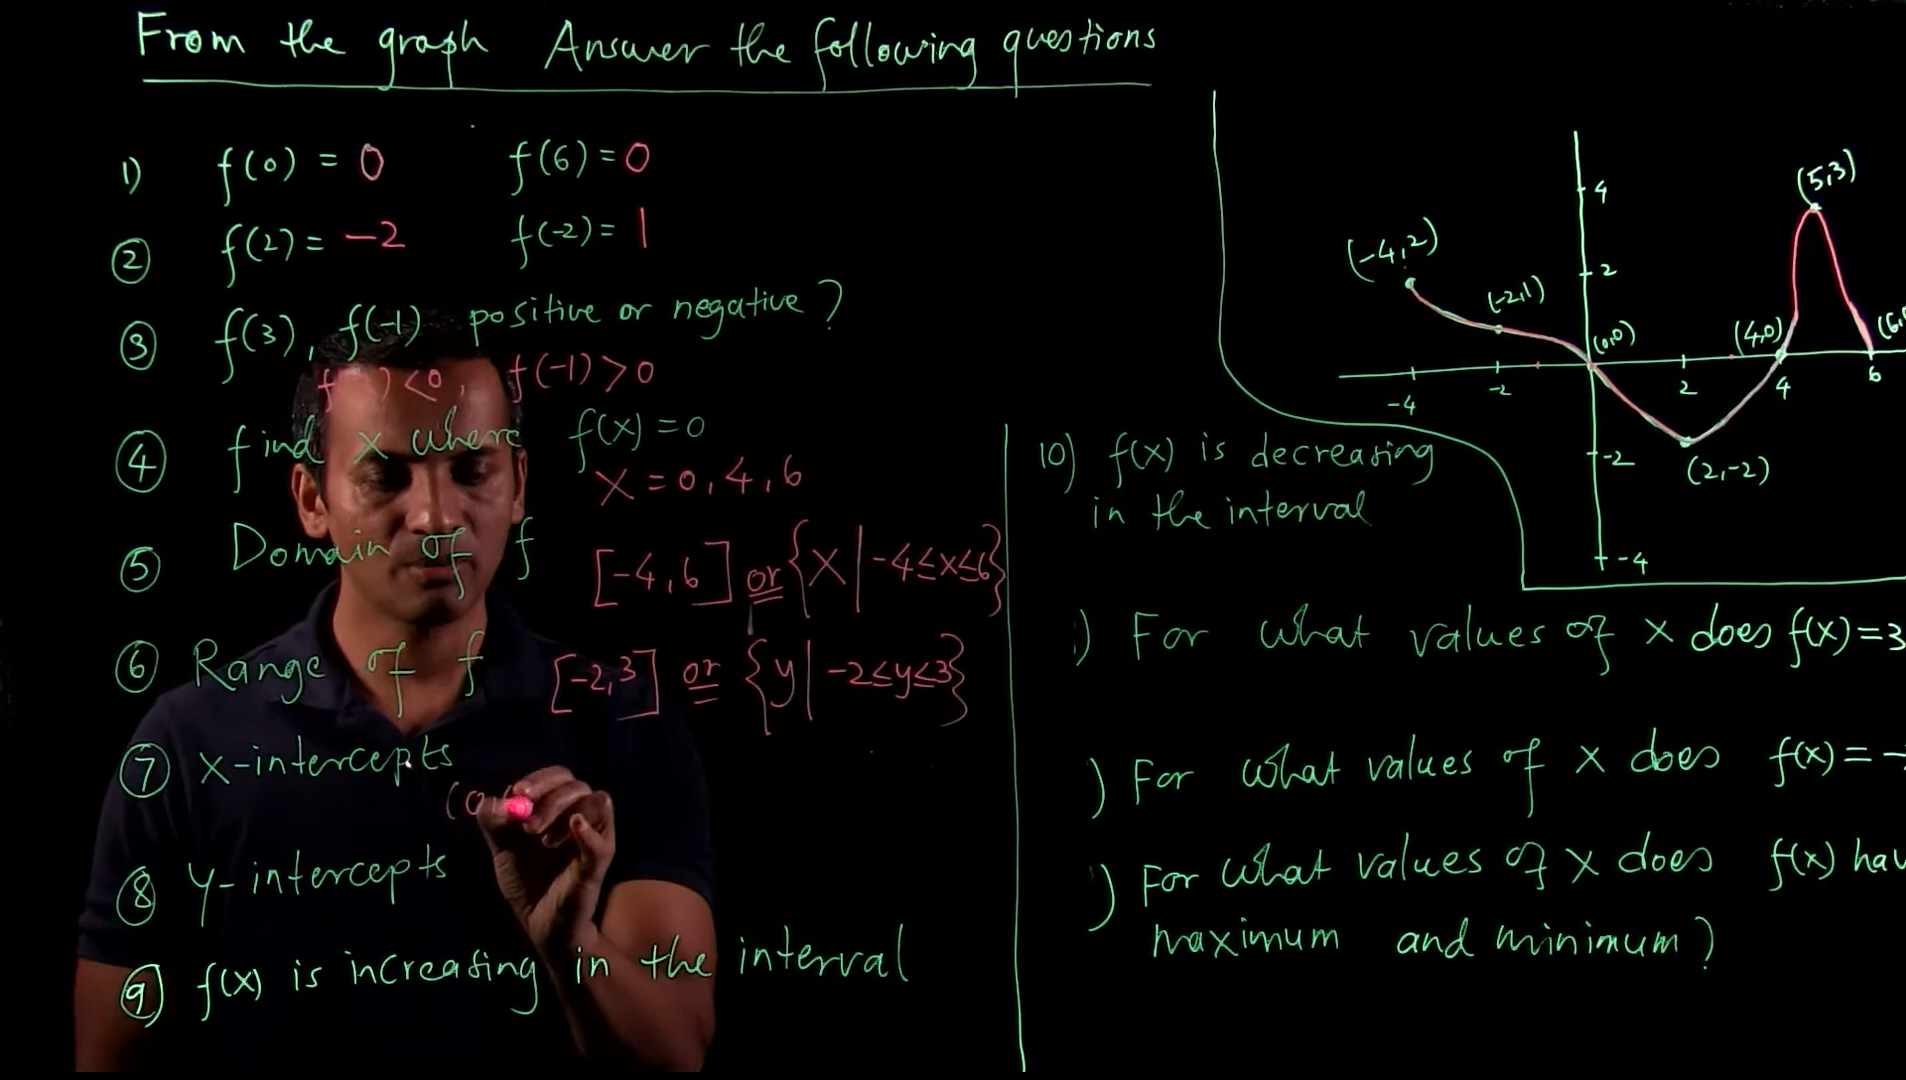 From the graph Answer the following questions
1) f(0) = 0 f(6) = 0
② f(2) = -2 f(-2) = 1
③ f(3), f(-1) positive or negative?
f( ) < 0, f(-1) > 0
④ find x where f(x) = 0
x = 0, 4, 6
⑤ Domain of f [-4, 6] or {x | -4 ≤ x ≤ 6}
⑥ Range of f [-2, 3] or {y | -2 ≤ y ≤ 3}
⑦ x-intercepts
(0,
⑧ y-intercepts
⑨ f(x) is increasing in the interval
(5,3)
4
(-4,2)
2
(-2,1)
(0,0)
(4,0)
(6,
-4
-2
2
4
6
-2
(2,-2)
-4
10) f(x) is decreasing
in the interval
) For what values of x does f(x) = 3
) For what values of x does f(x) = -
) For what values of x does f(x) hav
maximum and minimum?